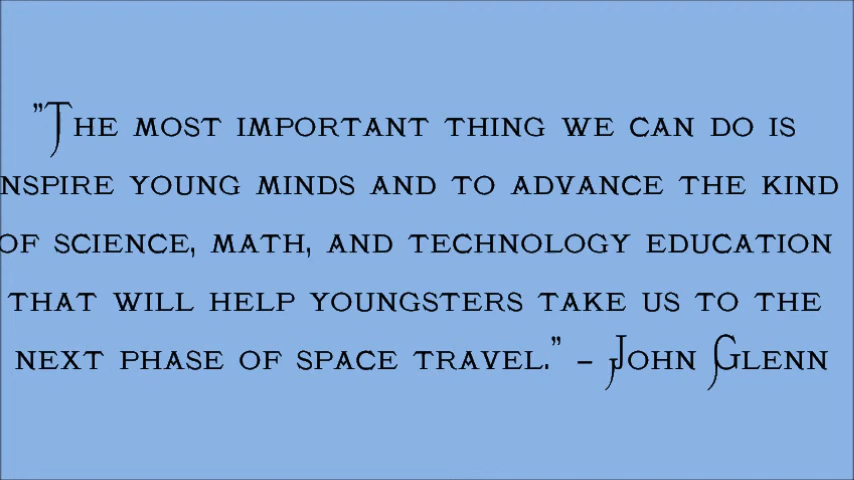 "The most important thing we can do is
nspire young minds and to advance the kind
of science, math, and technology education
that will help youngsters take us to the
next phase of space travel." – John Glenn